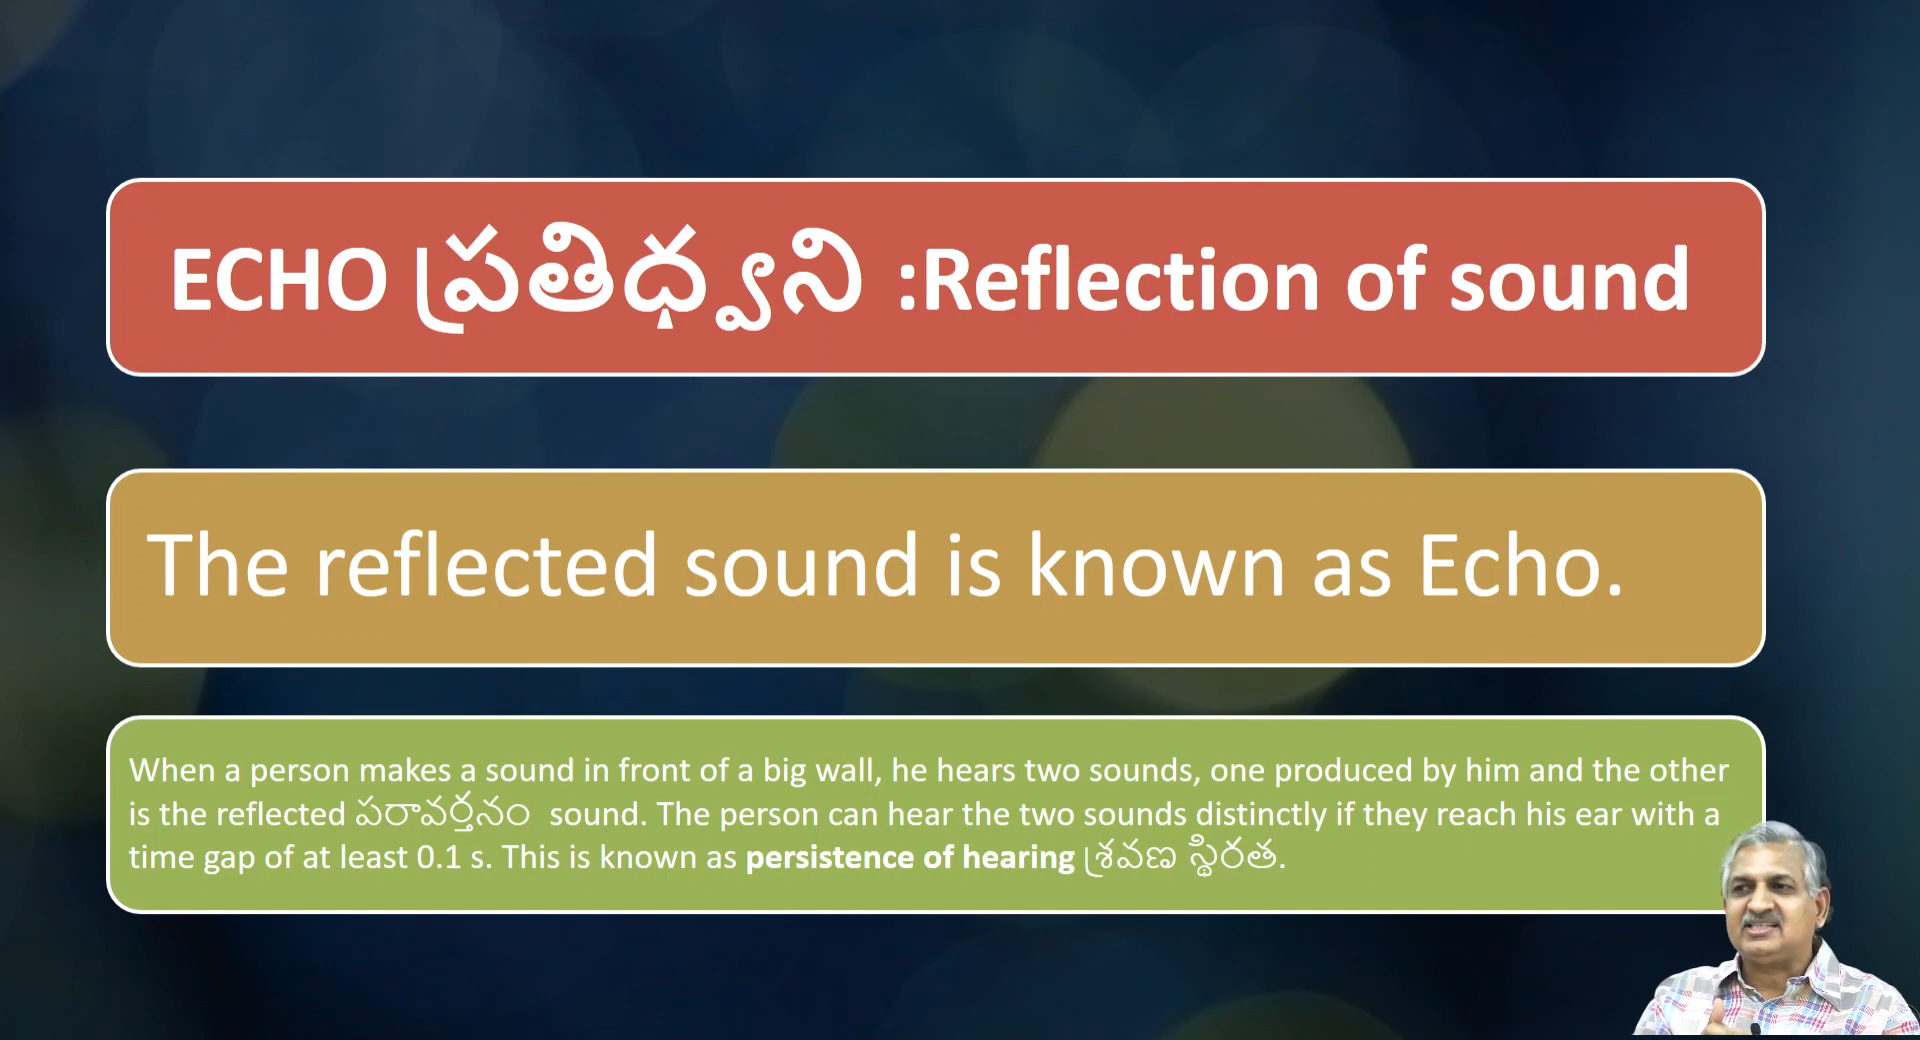 ECHO ప్రతిధ్వని :Reflection of sound
The reflected sound is known as Echo.
When a person makes a sound in front of a big wall, he hears two sounds, one produced by him and the other
is the reflected పరావర్తనం sound. The person can hear the two sounds distinctly if they reach his ear with a
time gap of at least 0.1 s. This is known as persistence of hearing శ్రవణ స్థిరత.